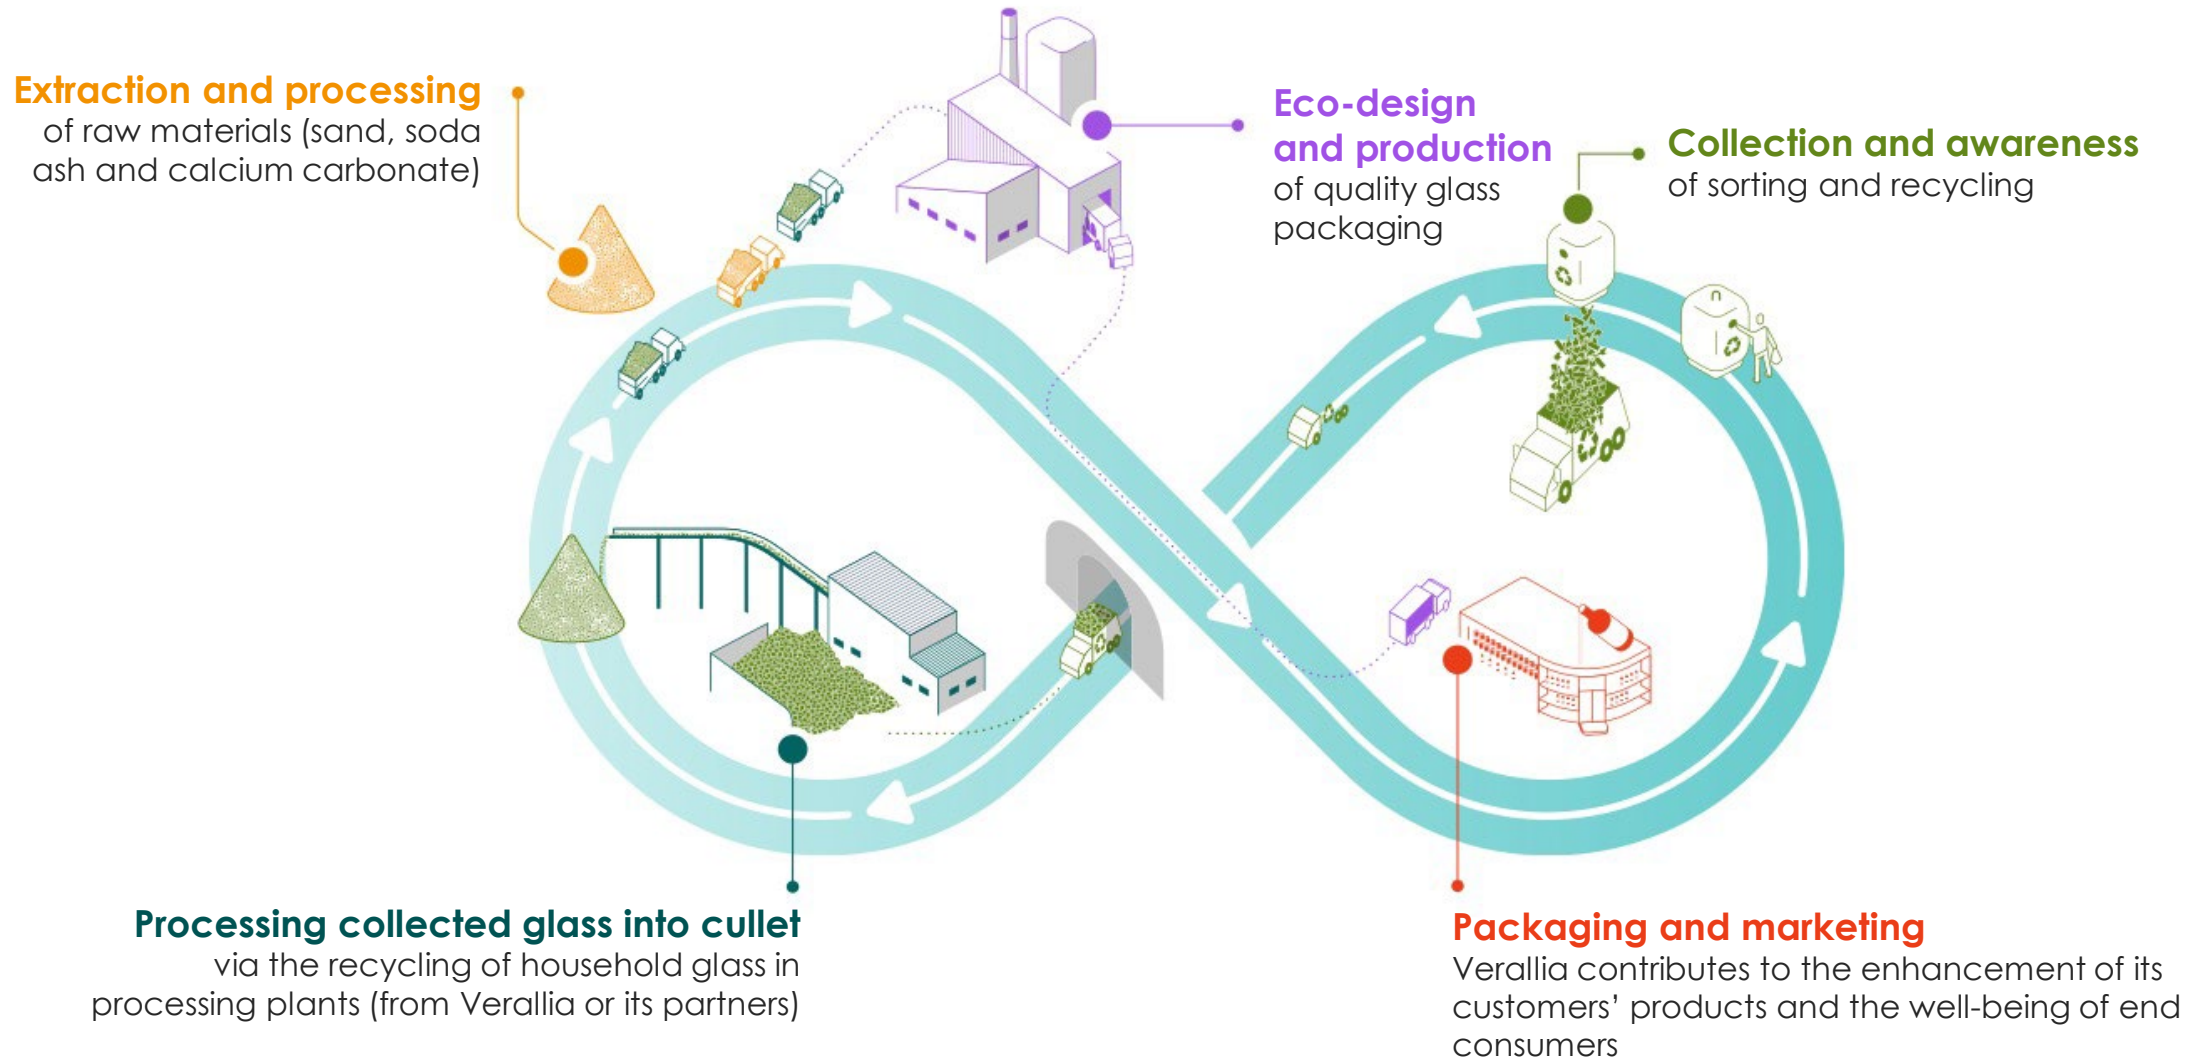 Extraction and processing
of raw materials (sand, soda
ash and calcium carbonate)
Eco-design
and production
of quality glass
packaging
Collection and awareness
of sorting and recycling
Processing collected glass into cullet
via the recycling of household glass in
processing plants (from Verallia or its partners)
Packaging and marketing
Verallia contributes to the enhancement of its
customers’ products and the well-being of end
consumers